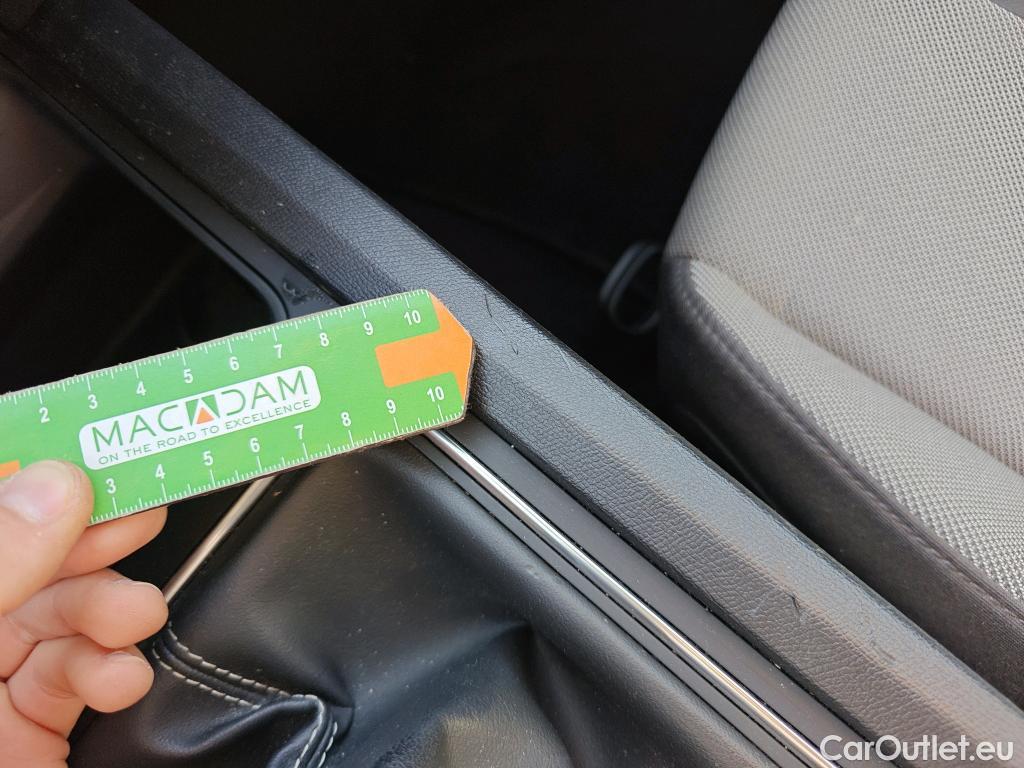 2 3 4 5 6 7 8 9 10
MACADAM
ON THE ROAD TO EXCELLENCE
3 4 5 6 7 8 9 10
CarOutlet.eu